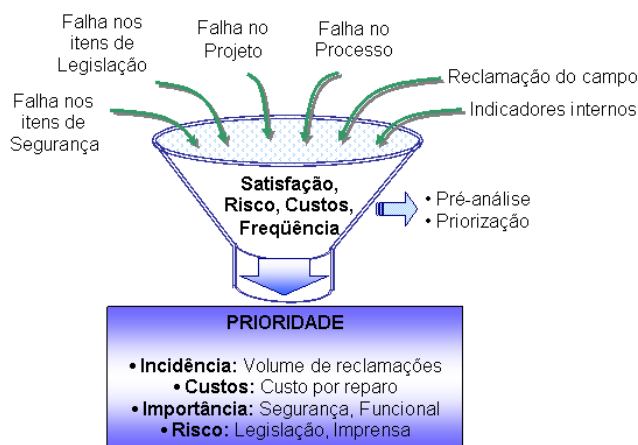 Falha nos
itens de
Legislação
Falha no
Projeto
Falha no
Processo
Reclamação do campo
Indicadores internos
Falha nos
itens de
Segurança
Satisfação,
Risco, Custos,
Freqüência
• Pré-análise
• Priorização
PRIORIDADE
• Incidência: Volume de reclamações
• Custos: Custo por reparo
• Importância: Segurança, Funcional
• Risco: Legislação, Imprensa